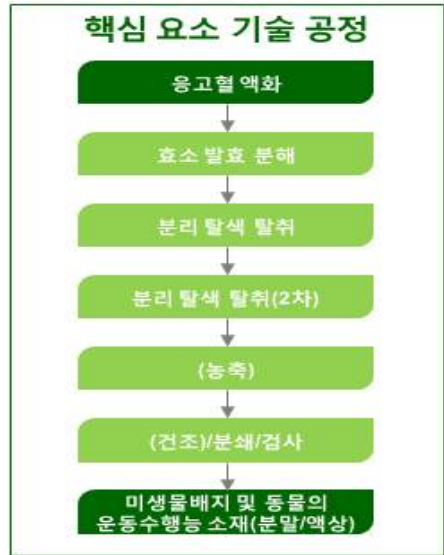 핵심 요소 기술 공정
응고혈 액화
효소 발효 분해
분리 탈색 탈취
분리 탈색 탈취(2차)
(농축)
(건조)/분쇄/검사
미생물배지 및 동물의
운동수행능 소재(분말/액상)